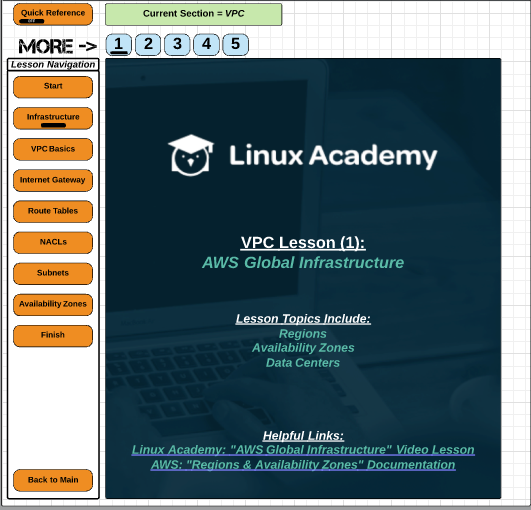 Quick Reference
OFF
Current Section = VPC
MORE ->
1 2 3 4 5
Lesson Navigation
Start
Infrastructure
VPC Basics
Internet Gateway
Route Tables
NACLs
Subnets
Availability Zones
Finish
Back to Main
Linux Academy
VPC Lesson (1):
AWS Global Infrastructure
Lesson Topics Include:
Regions
Availability Zones
Data Centers
Helpful Links:
Linux Academy: "AWS Global Infrastructure" Video Lesson
AWS: "Regions & Availability Zones" Documentation